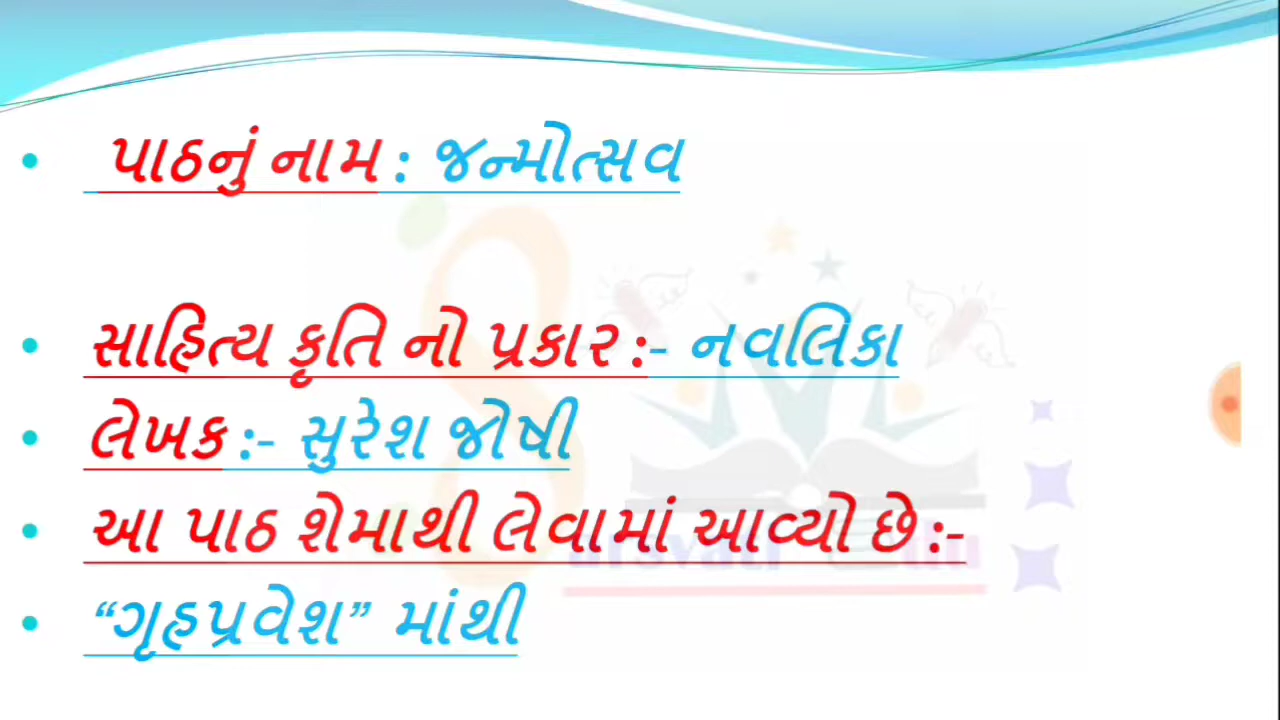 પાઠનું નામ : જન્મોત્સવ
સાહિત્ય કૃતિ નો પ્રકાર :- નવલિકા
લેખક :- સુરેશ જોષી
આ પાઠ શેમાથી લેવામાં આવ્યો છે :-
“ગૃહપ્રવેશ” માંથી